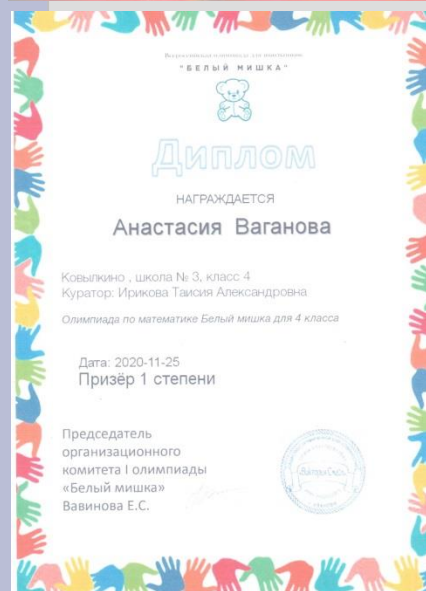 "БЕЛЫЙ МИШКА"
Диплом
НАГРАЖДАЕТСЯ
Анастасия Ваганова
Ковылкино , школа № 3, класс 4
Куратор: Ирикова Таисия Александровна
Олимпиада по математике Белый мишка для 4 класса
Дата: 2020-11-25
Призёр 1 степени
Председатель
организационного
комитета I олимпиады
«Белый мишка»
Вавинова Е.С.